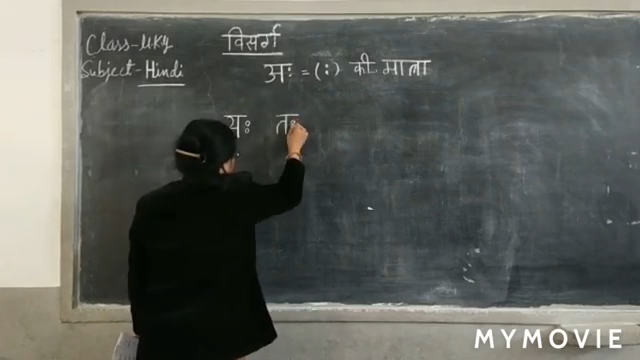 Class-UKG
Subject-Hindi
विसर्ग
अः = (ः) की माला
यः तः
MYMOVIE